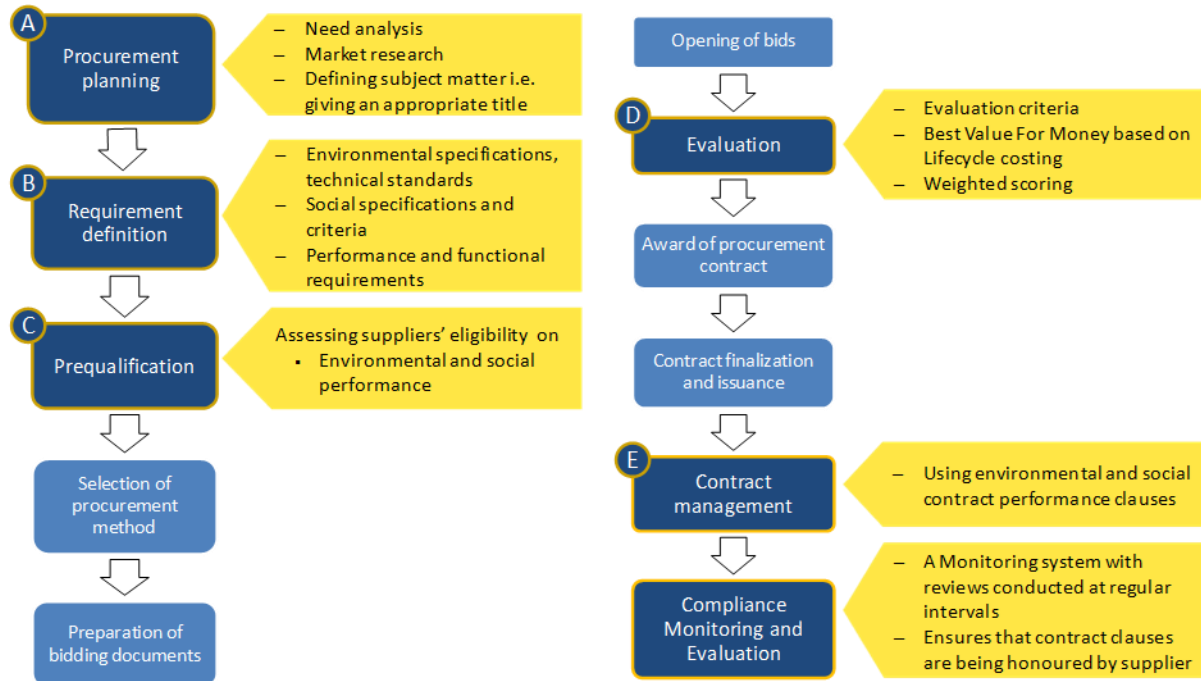 A
Procurement
planning
– Need analysis
– Market research
– Defining subject matter i.e.
giving an appropriate title
B
Requirement
definition
– Environmental specifications,
technical standards
– Social specifications and
criteria
– Performance and functional
requirements
C
Prequalification
Assessing suppliers’ eligibility on
▪ Environmental and social
performance
Selection of
procurement
method
Preparation of
bidding documents
Opening of bids
D
Evaluation
– Evaluation criteria
– Best Value For Money based on
Lifecycle costing
– Weighted scoring
Award of procurement
contract
Contract finalization
and issuance
E
Contract
management
– Using environmental and social
contract performance clauses
Compliance
Monitoring and
Evaluation
– A Monitoring system with
reviews conducted at regular
intervals
– Ensures that contract clauses
are being honoured by supplier